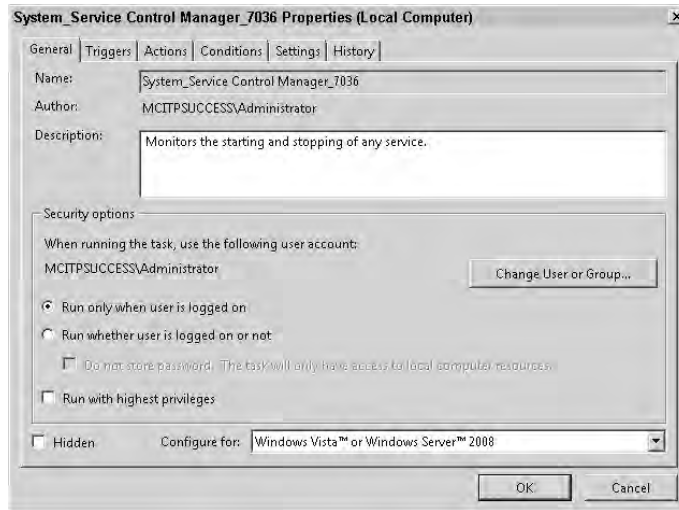 System_Service Control Manager_7036 Properties (Local Computer)
General Triggers Actions Conditions Settings History
Name: System_Service Control Manager_7036
Author: MCITPSUCCESS\Administrator
Description: Monitors the starting and stopping of any service.
Security options
When running the task, use the following user account:
MCITPSUCCESS\Administrator
Change User or Group...
Run only when user is logged on
Run whether user is logged on or not
Do not store password. The task will only have access to local computer resources.
Run with highest privileges
Hidden Configure for: Windows Vista™ or Windows Server™ 2008
OK Cancel